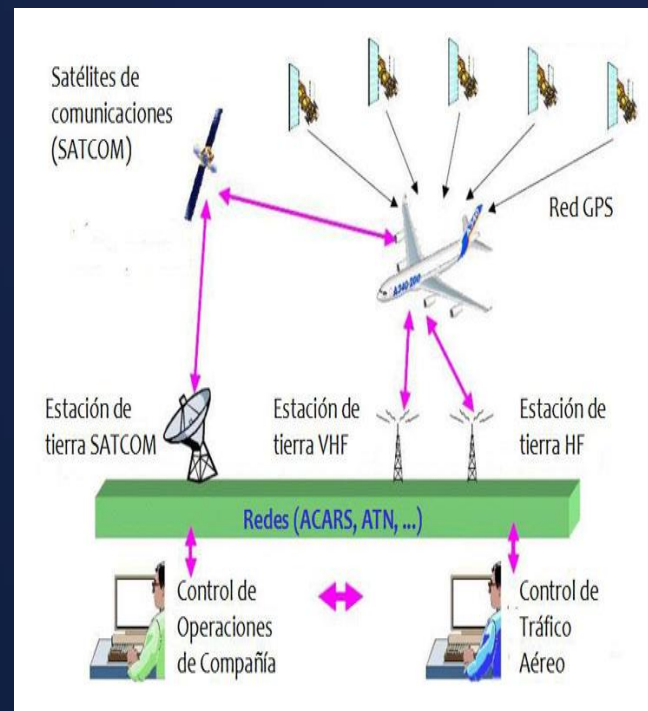 Satélites de
comunicaciones
(SATCOM)
Red GPS
Estación de
tierra SATCOM
Estación de
tierra VHF
Estación de
tierra HF
Redes (ACARS, ATN, ...)
Control de
Operaciones
de Compañía
Control de
Tráfico
Aéreo